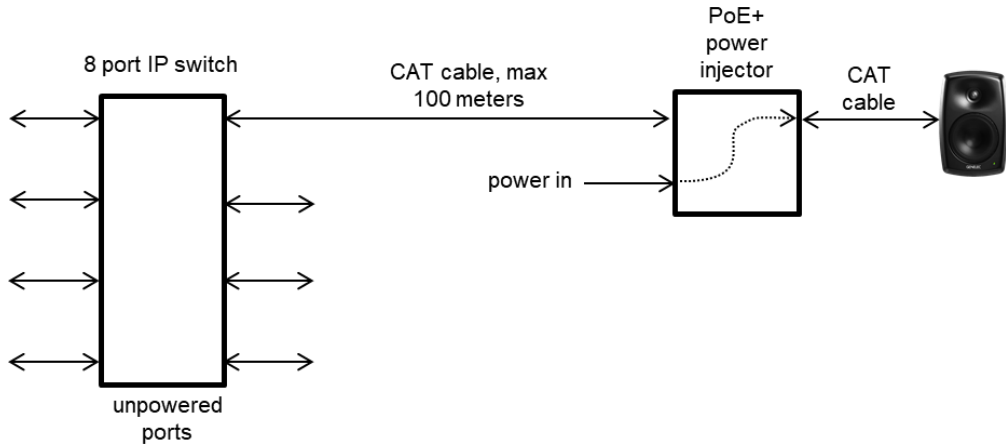 PoE+
power
injector
8 port IP switch
CAT cable, max
100 meters
CAT
cable
power in
unpowered
ports